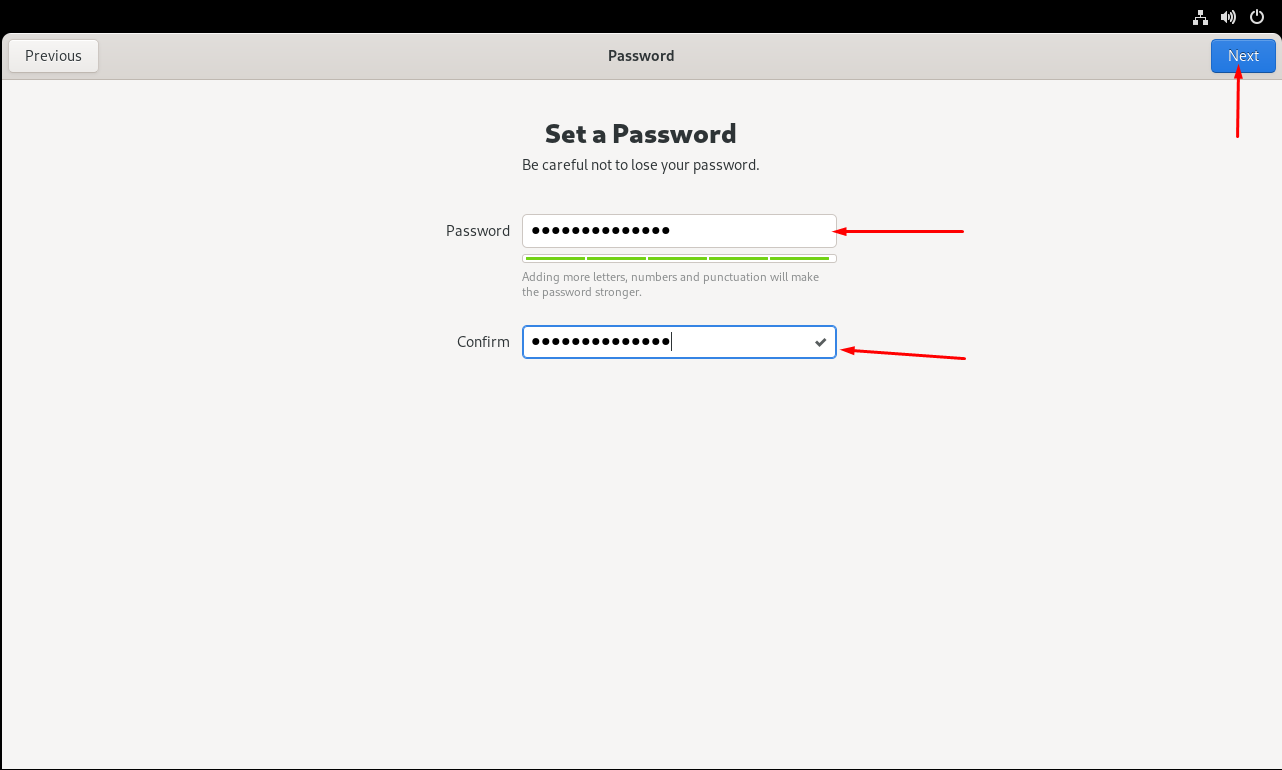 Previous
Password
Next
Set a Password
Be careful not to lose your password.
Password ●●●●●●●●●●●●●●
Adding more letters, numbers and punctuation will make
the password stronger.
Confirm ●●●●●●●●●●●●●●